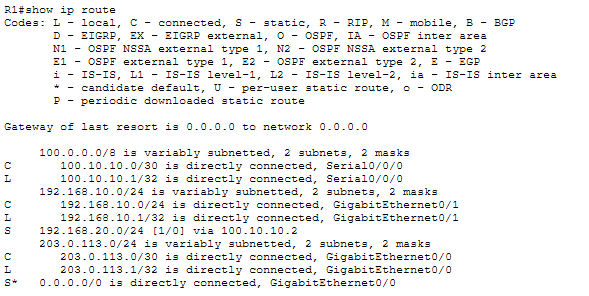 R1#show ip route
Codes: L - local, C - connected, S - static, R - RIP, M - mobile, B - BGP
       D - EIGRP, EX - EIGRP external, O - OSPF, IA - OSPF inter area
       N1 - OSPF NSSA external type 1, N2 - OSPF NSSA external type 2
       E1 - OSPF external type 1, E2 - OSPF external type 2, E - EGP
       i - IS-IS, L1 - IS-IS level-1, L2 - IS-IS level-2, ia - IS-IS inter area
       * - candidate default, U - per-user static route, o - ODR
       P - periodic downloaded static route

Gateway of last resort is 0.0.0.0 to network 0.0.0.0

     100.0.0.0/8 is variably subnetted, 2 subnets, 2 masks
C       100.10.10.0/30 is directly connected, Serial0/0/0
L       100.10.10.1/32 is directly connected, Serial0/0/0
     192.168.10.0/24 is variably subnetted, 2 subnets, 2 masks
C       192.168.10.0/24 is directly connected, GigabitEthernet0/1
L       192.168.10.1/32 is directly connected, GigabitEthernet0/1
S    192.168.20.0/24 [1/0] via 100.10.10.2
     203.0.113.0/24 is variably subnetted, 2 subnets, 2 masks
C       203.0.113.0/30 is directly connected, GigabitEthernet0/0
L       203.0.113.1/32 is directly connected, GigabitEthernet0/0
S*   0.0.0.0/0 is directly connected, GigabitEthernet0/0